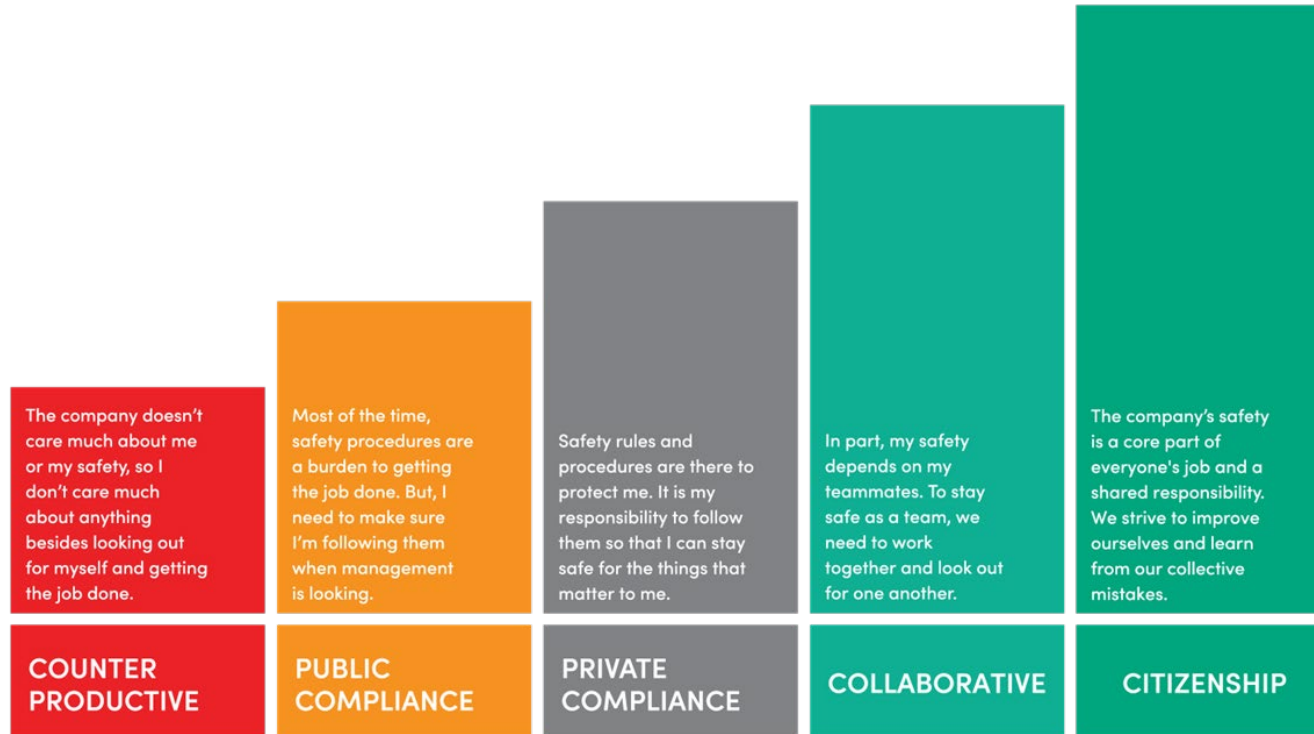 The company doesn’t
care much about me
or my safety, so I
don’t care much
about anything
besides looking out
for myself and getting
the job done.
COUNTER
PRODUCTIVE
Most of the time,
safety procedures are
a burden to getting
the job done. But, I
need to make sure
I’m following them
when management
is looking.
PUBLIC
COMPLIANCE
Safety rules and
procedures are there to
protect me. It is my
responsibility to follow
them so that I can stay
safe for the things that
matter to me.
PRIVATE
COMPLIANCE
In part, my safety
depends on my
teammates. To stay
safe as a team, we
need to work
together and look out
for one another.
COLLABORATIVE
The company’s safety
is a core part of
everyone's job and a
shared responsibility.
We strive to improve
ourselves and learn
from our collective
mistakes.
CITIZENSHIP